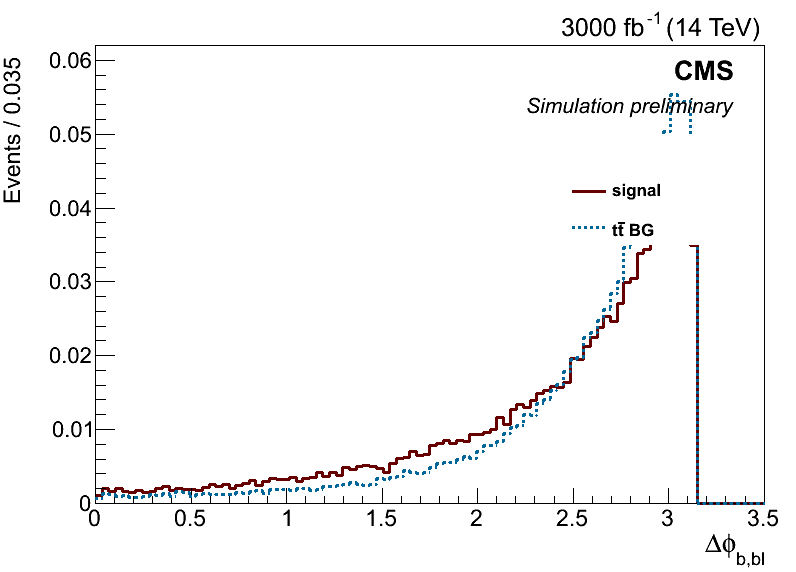 3000 fb⁻¹ (14 TeV)
CMS
Simulation preliminary
Events / 0.035
0.06
0.05
0.04
0.03
0.02
0.01
0
signal
tt̄ BG
0 0.5 1 1.5 2 2.5 3 3.5
Δϕb,bl